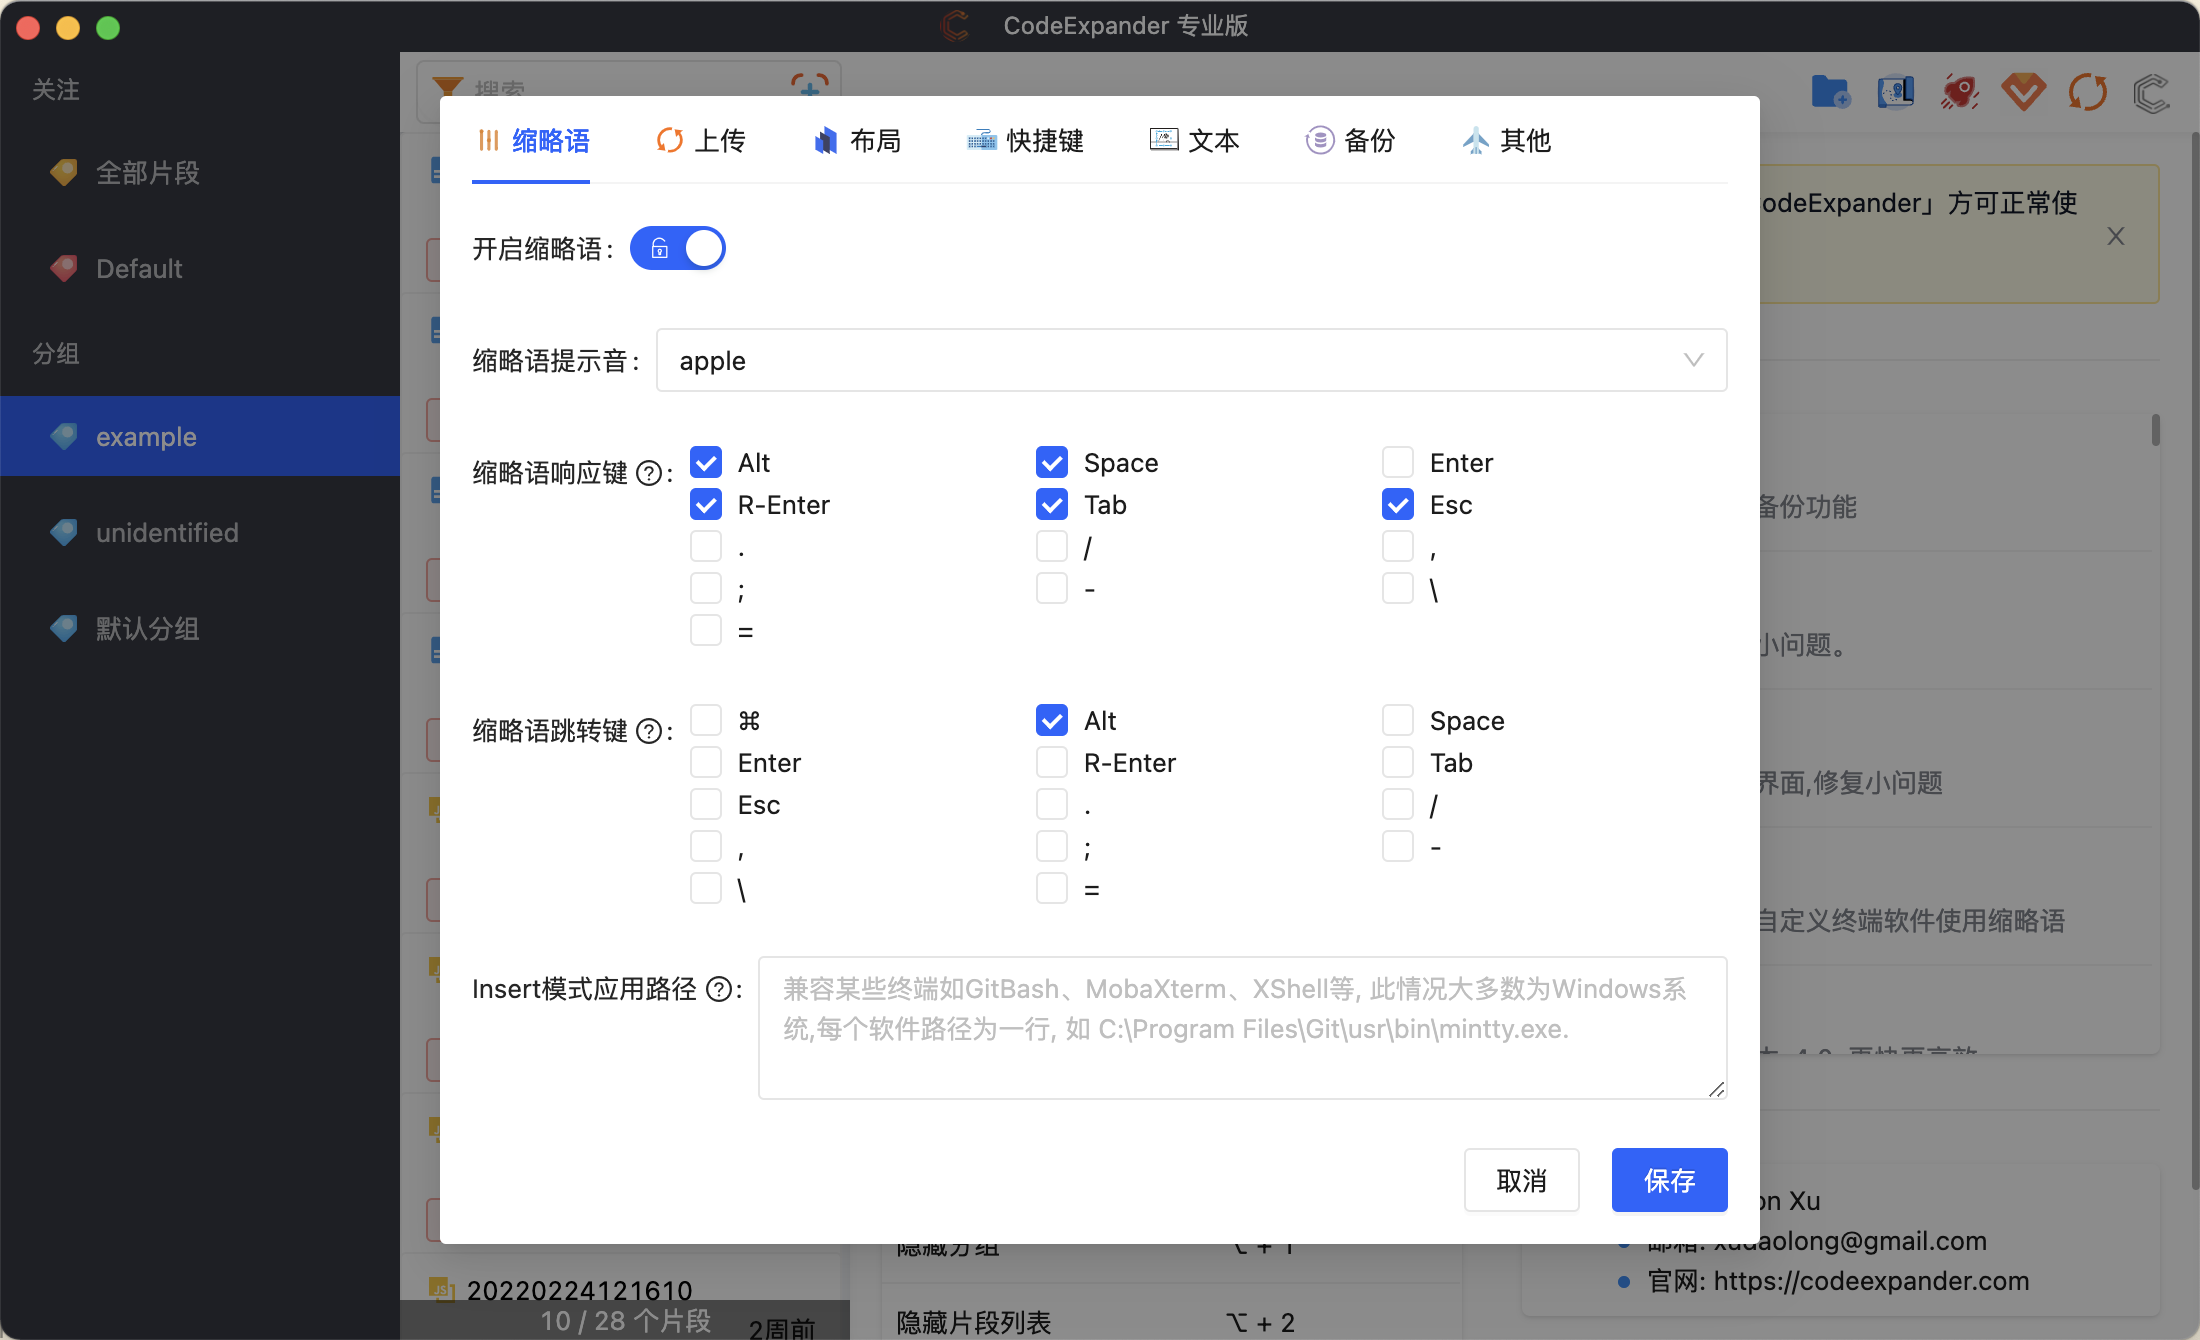 CodeExpander 专业版
关注
全部片段
Default
分组
example
unidentified
默认分组
搜索
缩略语
上传
布局
快捷键
文本
备份
其他
开启缩略语:
缩略语提示音: apple
缩略语响应键 ?:
Alt Space Enter
R-Enter Tab Esc
. / ,
; - \
=
缩略语跳转键 ?:
⌘ Alt Space
Enter R-Enter Tab
Esc . /
, ; -
\ =
Insert模式应用路径 ?:
兼容某些终端如GitBash、MobaXterm、XShell等, 此情况大多数为Windows系
统,每个软件路径为一行, 如 C:\Program Files\Git\usr\bin\mintty.exe.
取消 保存
odeExpander」方可正常使
备份功能
小问题。
界面,修复小问题
自定义终端软件使用缩略语
on Xu
邮箱: xudaolong@gmail.com
官网: https://codeexpander.com
隐藏分组 ⌥ + 1
隐藏片段列表 ⌥ + 2
20220224121610
10 / 28 个片段
2周前